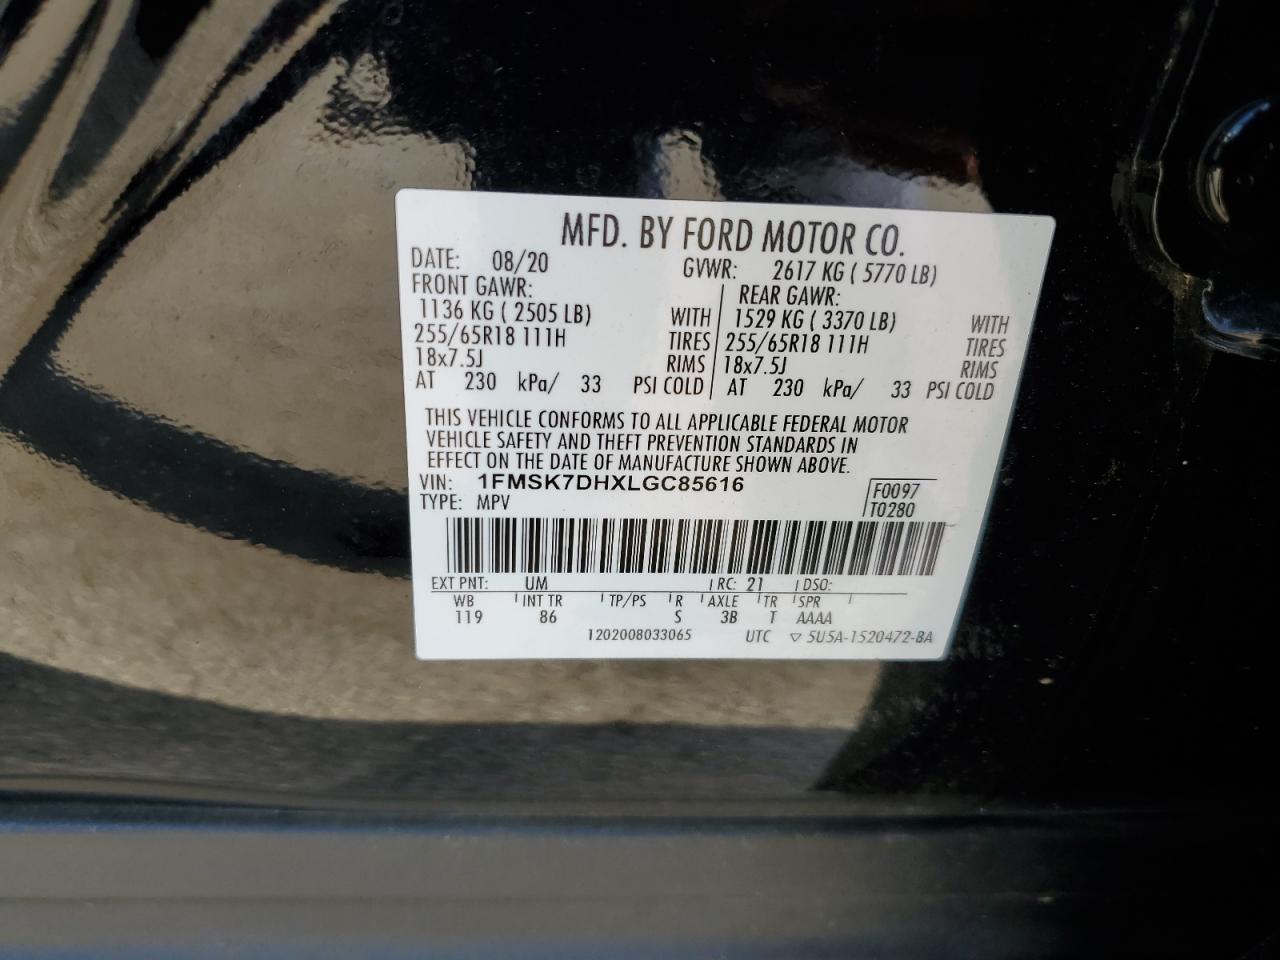 MFD. BY FORD MOTOR CO.
DATE: 08/20 GVWR: 2617 KG ( 5770 LB)
FRONT GAWR: REAR GAWR:
1136 KG ( 2505 LB) WITH 1529 KG ( 3370 LB) WITH
255/65R18 111H TIRES 255/65R18 111H TIRES
18x7.5J RIMS 18x7.5J RIMS
AT 230 kPa/ 33 PSI COLD AT 230 kPa/ 33 PSI COLD
THIS VEHICLE CONFORMS TO ALL APPLICABLE FEDERAL MOTOR
VEHICLE SAFETY AND THEFT PREVENTION STANDARDS IN
EFFECT ON THE DATE OF MANUFACTURE SHOWN ABOVE.
VIN: 1FMSK7DHXLGC85616 F0097
TYPE: MPV T0280
EXT PNT: UM RC: 21 DSO:
WB INT TR TP/PS R AXLE TR SPR
119 86 S 3B T AAAA
1202008033065 UTC ▽ 5U5A-1520472-BA